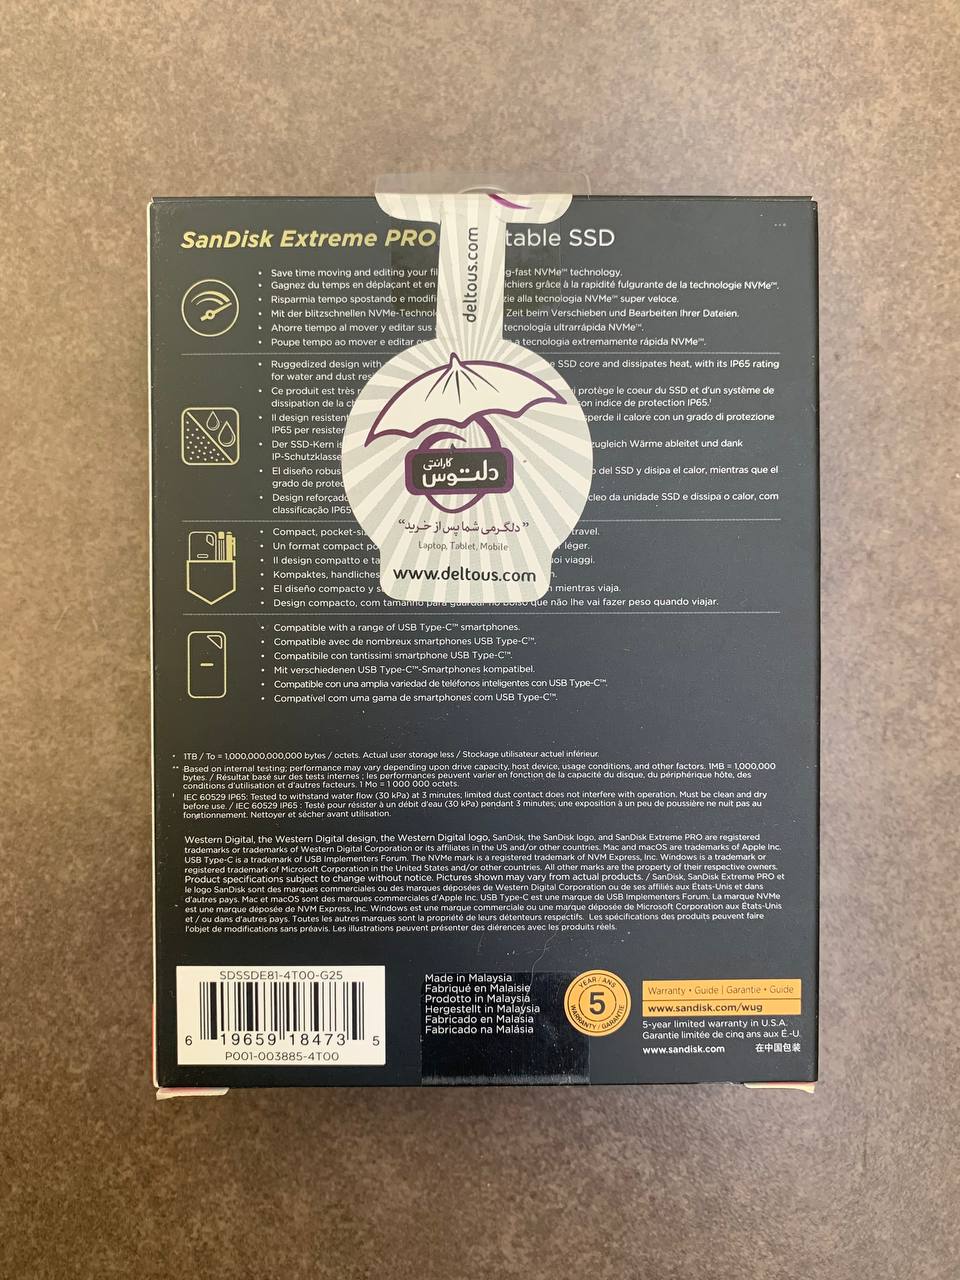 SanDisk Extreme PRO table SSD
• Save time moving and editing your fil g-fast NVMe™ technology.
• Gagnez du temps en déplaçant et en ichiers grâce à la rapidité fulgurante de la technologie NVMe™.
• Risparmia tempo spostando e modifi zie alla tecnologia NVMe™ super veloce.
• Mit der blitzschnellen NVMe-Technolo Zeit beim Verschieben und Bearbeiten Ihrer Dateien.
• Ahorre tiempo al mover y editar sus tecnología ultrarrápida NVMe™.
• Poupe tempo ao mover e editar a tecnologia extremamente rápida NVMe™.
deltous.com
• Ruggedized design with SSD core and dissipates heat, with its IP65 rating
for water and dust res
• Ce produit est très r protège le coeur du SSD et d'un système de
dissipation de la ch on indice de protection IP65.¹
• Il design resistent sperde il calore con un grado di protezione
IP65 per resister
• Der SSD-Kern is zugleich Wärme ableitet und dank
IP-Schutzklasse
• El diseño robus del SSD y disipa el calor, mientras que el
grado de protec
• Design reforçado cleo da unidade SSD e dissipa o calor, com
classificação IP65
گارانتی
دلتوس
“دلگرمی شما پس از خرید”
Laptop, Tablet, Mobile
www.deltous.com
• Compact, pocket-si travel.
• Un format compact po léger.
• Il design compatto e ta oi viaggi.
• Kompaktes, handliches n.
• El diseño compacto y s mientras viaja.
• Design compacto, com tamanho para guardar no bolso que não lhe vai fazer peso quando viajar.
• Compatible with a range of USB Type-C™ smartphones.
• Compatible avec de nombreux smartphones USB Type-C™.
• Compatibile con tantissimi smartphone USB Type-C™.
• Mit verschiedenen USB Type-C™-Smartphones kompatibel.
• Compatible con una amplia variedad de teléfonos inteligentes con USB Type-C™.
• Compatível com uma gama de smartphones com USB Type-C™.
* 1TB / To = 1,000,000,000,000 bytes / octets. Actual user storage less / Stockage utilisateur actuel inférieur.
** Based on internal testing; performance may vary depending upon drive capacity, host device, usage conditions, and other factors. 1MB = 1,000,000
bytes. / Résultat basé sur des tests internes ; les performances peuvent varier en fonction de la capacité du disque, du périphérique hôte, des
conditions d'utilisation et d'autres facteurs. 1 Mo = 1 000 000 octets.
¹ IEC 60529 IP65: Tested to withstand water flow (30 kPa) at 3 minutes; limited dust contact does not interfere with operation. Must be clean and dry
before use. / IEC 60529 IP65 : Testé pour résister à un débit d'eau (30 kPa) pendant 3 minutes; une exposition à un peu de poussière ne nuit pas au
fonctionnement. Nettoyer et sécher avant utilisation.
Western Digital, the Western Digital design, the Western Digital logo, SanDisk, the SanDisk logo, and SanDisk Extreme PRO are registered
trademarks or trademarks of Western Digital Corporation or its affiliates in the US and/or other countries. Mac and macOS are trademarks of Apple Inc.
USB Type-C is a trademark of USB Implementers Forum. The NVMe mark is a registered trademark of NVM Express, Inc. Windows is a trademark or
registered trademark of Microsoft Corporation in the United States and/or other countries. All other marks are the property of their respective owners.
Product specifications subject to change without notice. Pictures shown may vary from actual products. / SanDisk, SanDisk Extreme PRO et
le logo SanDisk sont des marques commerciales ou des marques déposées de Western Digital Corporation ou de ses affiliés aux États-Unis et dans
d'autres pays. Mac et macOS sont des marques commerciales d'Apple Inc. USB Type-C est une marque de USB Implementers Forum. La marque NVMe
est une marque déposée de NVM Express, Inc. Windows est une marque commerciale ou une marque déposée de Microsoft Corporation aux États-Unis
et / ou dans d'autres pays. Toutes les autres marques sont la propriété de leurs détenteurs respectifs. Les spécifications des produits peuvent faire
l'objet de modifications sans préavis. Les illustrations peuvent présenter des diérences avec les produits réels.
SDSSDE81-4T00-G25
6 19659 18473 5
P001-003885-4T00
Made in Malaysia
Fabriqué en Malaisie
Prodotto in Malaysia
Hergestellt in Malaysia
Fabricado en Malasia
Fabricado na Malásia
YEAR / ANS
5
WARRANTY / GARANTIE
Warranty • Guide | Garantie • Guide
www.sandisk.com/wug
5-year limited warranty in U.S.A.
Garantie limitée de cinq ans aux É.-U.
www.sandisk.com 在中国包装